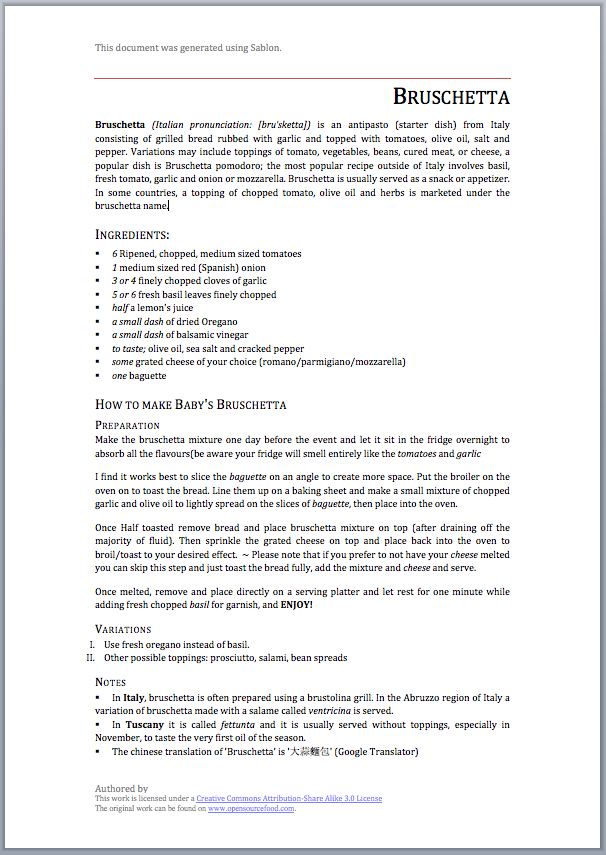 This document was generated using Sablon.
BRUSCHETTA
Bruschetta (Italian pronunciation: [bru'sketta]) is an antipasto (starter dish) from Italy
consisting of grilled bread rubbed with garlic and topped with tomatoes, olive oil, salt and
pepper. Variations may include toppings of tomato, vegetables, beans, cured meat, or cheese, a
popular dish is Bruschetta pomodoro; the most popular recipe outside of Italy involves basil,
fresh tomato, garlic and onion or mozzarella. Bruschetta is usually served as a snack or appetizer.
In some countries, a topping of chopped tomato, olive oil and herbs is marketed under the
bruschetta name.
INGREDIENTS:
▪ 6 Ripened, chopped, medium sized tomatoes
▪ 1 medium sized red (Spanish) onion
▪ 3 or 4 finely chopped cloves of garlic
▪ 5 or 6 fresh basil leaves finely chopped
▪ half a lemon's juice
▪ a small dash of dried Oregano
▪ a small dash of balsamic vinegar
▪ to taste; olive oil, sea salt and cracked pepper
▪ some grated cheese of your choice (romano/parmigiano/mozzarella)
▪ one baguette
HOW TO MAKE BABY'S BRUSCHETTA
PREPARATION
Make the bruschetta mixture one day before the event and let it sit in the fridge overnight to
absorb all the flavours(be aware your fridge will smell entirely like the tomatoes and garlic
I find it works best to slice the baguette on an angle to create more space. Put the broiler on the
oven on to toast the bread. Line them up on a baking sheet and make a small mixture of chopped
garlic and olive oil to lightly spread on the slices of baguette, then place into the oven.
Once Half toasted remove bread and place bruschetta mixture on top (after draining off the
majority of fluid). Then sprinkle the grated cheese on top and place back into the oven to
broil/toast to your desired effect. ~ Please note that if you prefer to not have your cheese melted
you can skip this step and just toast the bread fully, add the mixture and cheese and serve.
Once melted, remove and place directly on a serving platter and let rest for one minute while
adding fresh chopped basil for garnish, and ENJOY!
VARIATIONS
I. Use fresh oregano instead of basil.
II. Other possible toppings: prosciutto, salami, bean spreads
NOTES
▪ In Italy, bruschetta is often prepared using a brustolina grill. In the Abruzzo region of Italy a
variation of bruschetta made with a salame called ventricina is served.
▪ In Tuscany it is called fettunta and it is usually served without toppings, especially in
November, to taste the very first oil of the season.
▪ The chinese translation of 'Bruschetta' is '大蒜麵包' (Google Translator)
Authored by
This work is licensed under a Creative Commons Attribution-Share Alike 3.0 License
The original work can be found on www.opensourcefood.com.